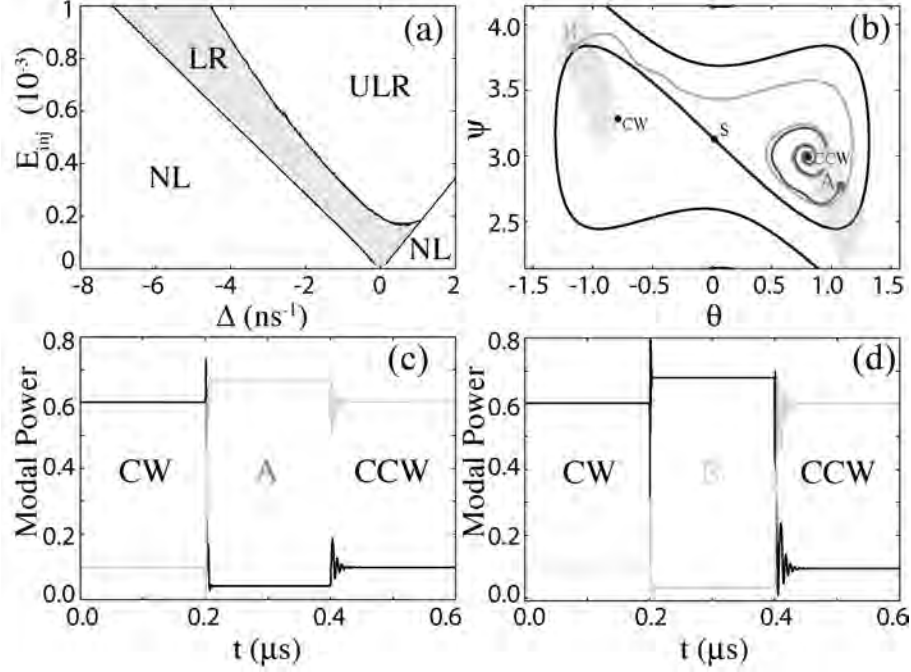 (a)
E_inj (10⁻³)
1
0.8
0.6
0.4
0.2
0
LR
ULR
NL
NL
-8
-6
-4
-2
0
2
Δ (ns⁻¹)
(b)
Ψ
4.0
3.5
3.0
2.5
CW
S
CCW
A
-1.5
-1.0
-0.5
0.0
0.5
1.0
1.5
θ
(c)
Modal Power
0.8
0.6
0.4
0.2
0.0
CW
A
CCW
0.0
0.2
0.4
0.6
t (μs)
(d)
Modal Power
0.8
0.6
0.4
0.2
0.0
CW
B
CCW
0.0
0.2
0.4
0.6
t (μs)